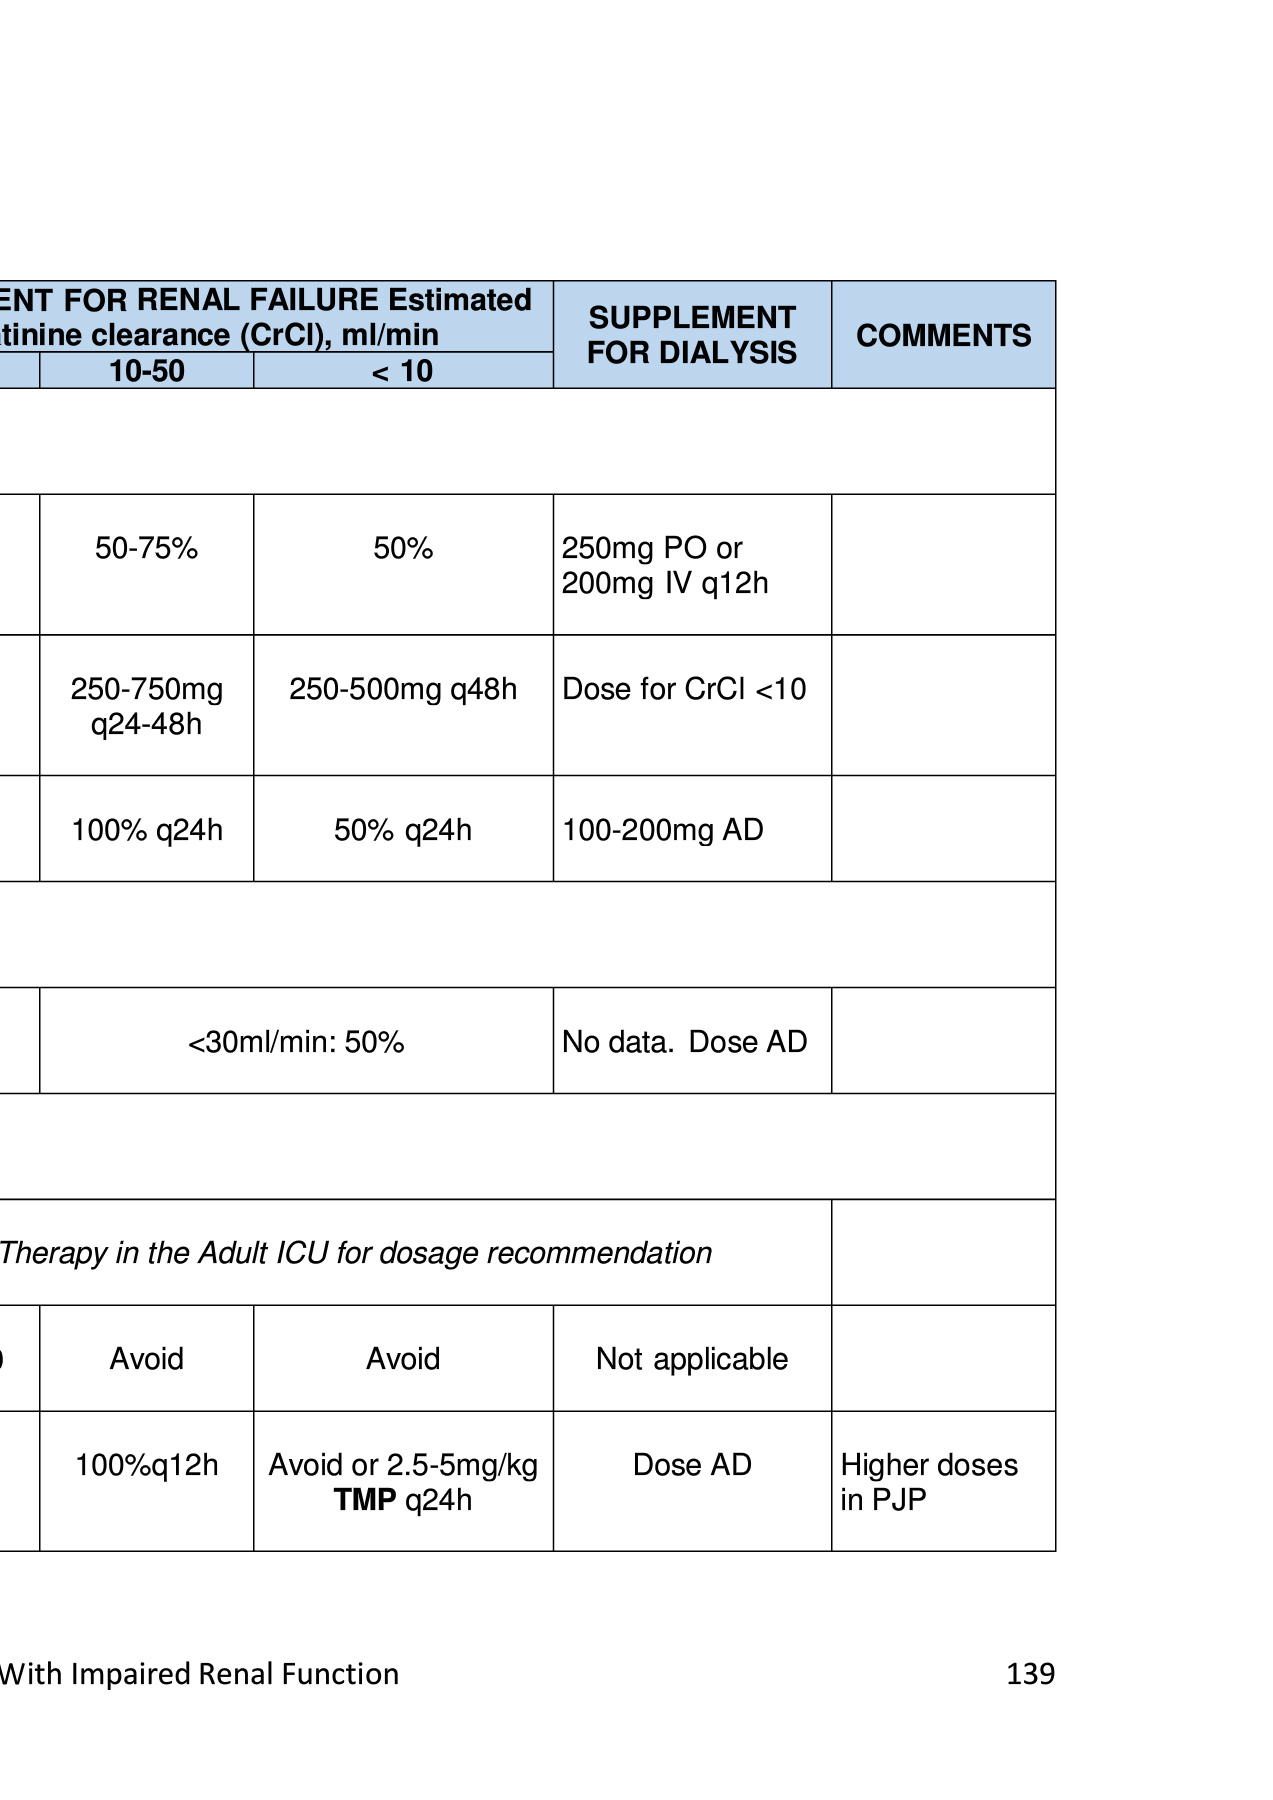 ENT FOR RENAL FAILURE Estimated
tinine clearance (CrCl), ml/min
SUPPLEMENT
FOR DIALYSIS
COMMENTS
10-50
< 10
50-75%
50%
250mg PO or
200mg IV q12h
250-750mg
q24-48h
250-500mg q48h
Dose for CrCl <10
100% q24h
50% q24h
100-200mg AD
<30ml/min: 50%
No data. Dose AD
Therapy in the Adult ICU for dosage recommendation
Avoid
Avoid
Not applicable
100%q12h
Avoid or 2.5-5mg/kg
TMP q24h
Dose AD
Higher doses
in PJP
With Impaired Renal Function
139